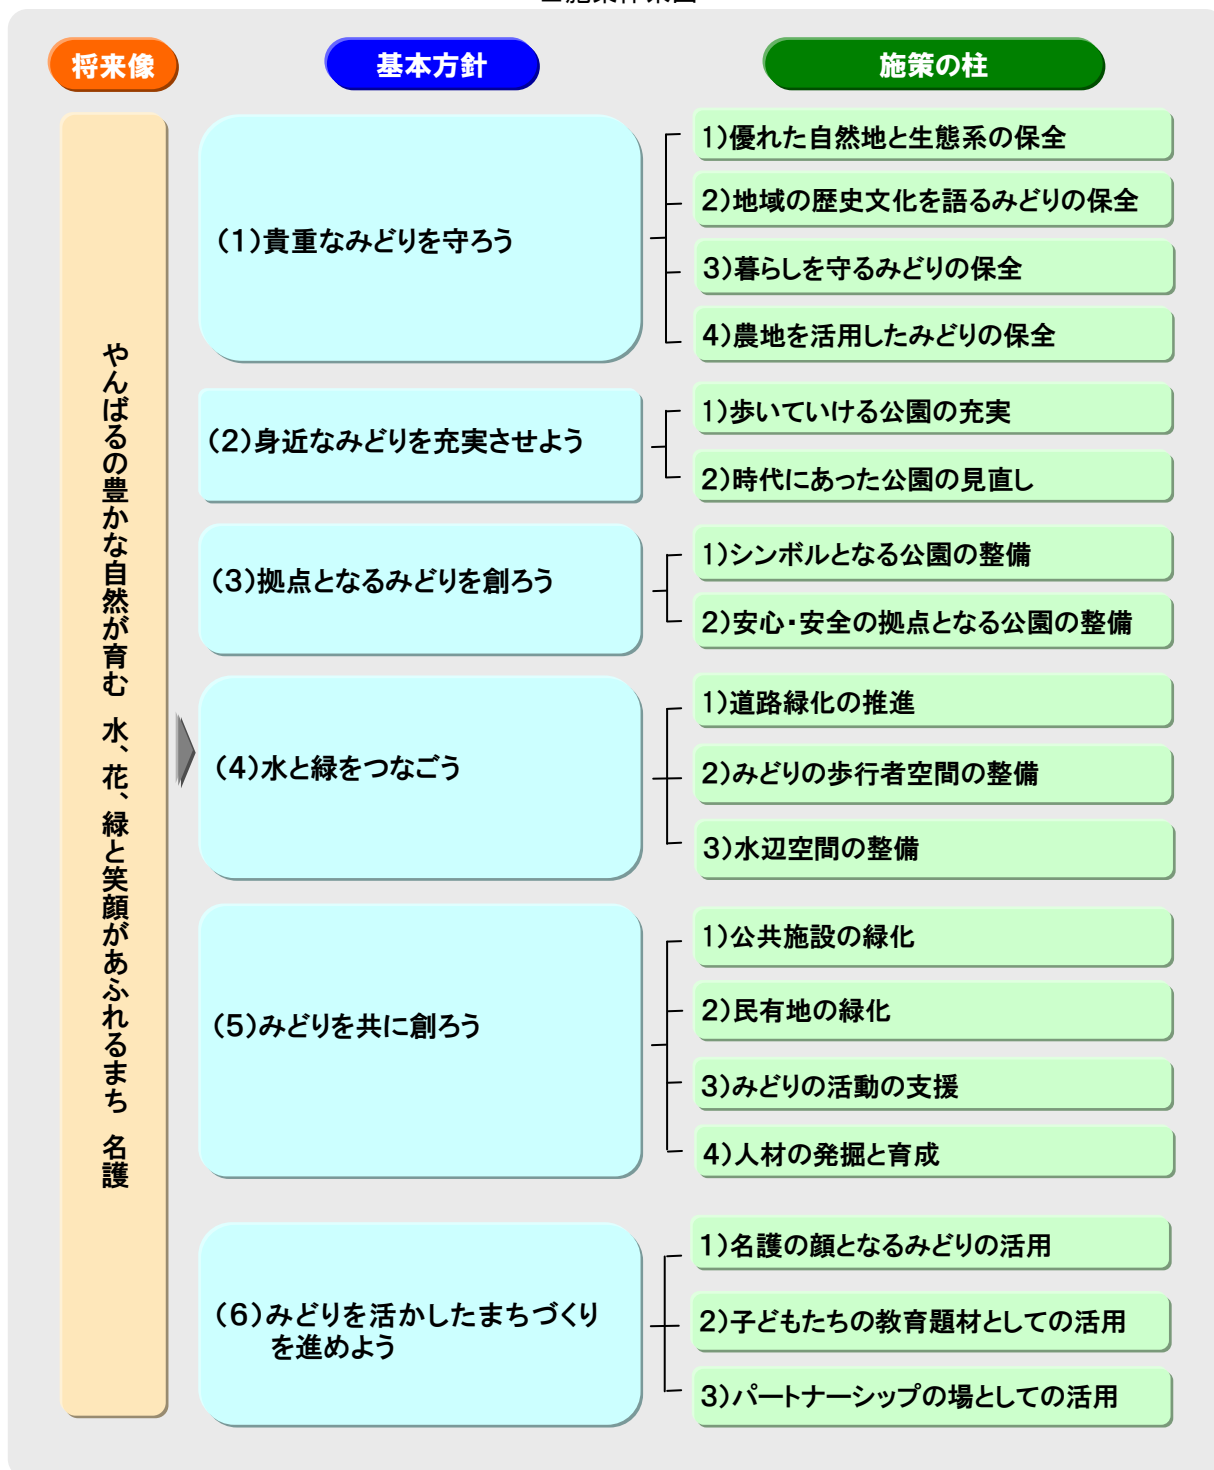 将来像
基本方針
施策の柱
やんばるの豊かな自然が育む 水、花、緑と笑顔があふれるまち 名護
(1)貴重なみどりを守ろう
1)優れた自然地と生態系の保全
2)地域の歴史文化を語るみどりの保全
3)暮らしを守るみどりの保全
4)農地を活用したみどりの保全
(2)身近なみどりを充実させよう
1)歩いていける公園の充実
2)時代にあった公園の見直し
(3)拠点となるみどりを創ろう
1)シンボルとなる公園の整備
2)安心・安全の拠点となる公園の整備
(4)水と緑をつなごう
1)道路緑化の推進
2)みどりの歩行者空間の整備
3)水辺空間の整備
(5)みどりを共に創ろう
1)公共施設の緑化
2)民有地の緑化
3)みどりの活動の支援
4)人材の発掘と育成
(6)みどりを活かしたまちづくり
を進めよう
1)名護の顔となるみどりの活用
2)子どもたちの教育題材としての活用
3)パートナーシップの場としての活用